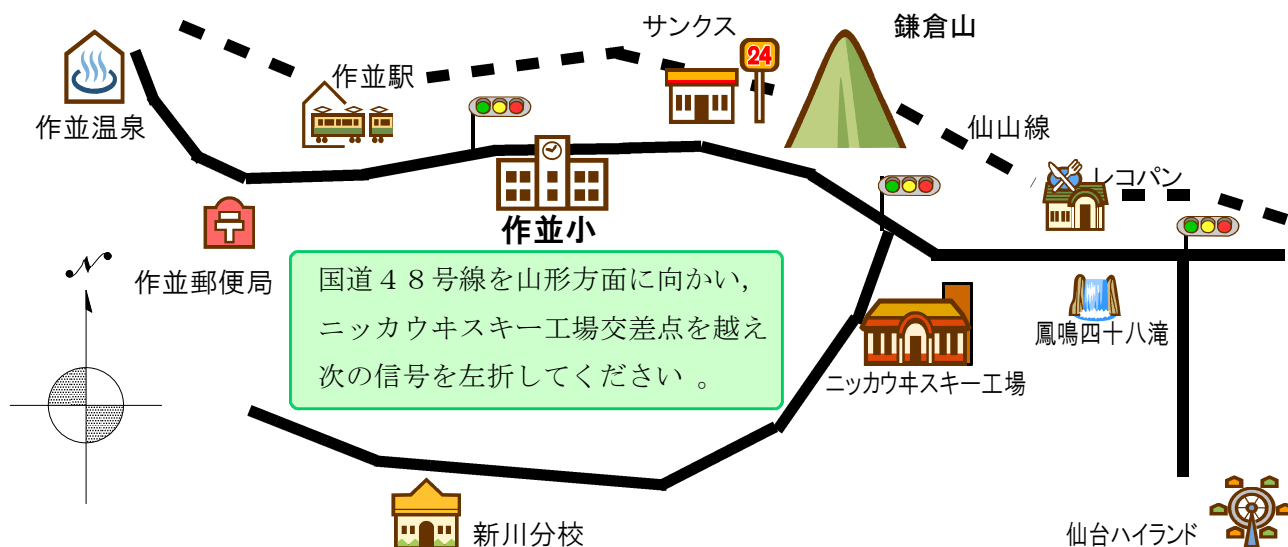 サンクス
24
鎌倉山
作並駅
作並温泉
仙山線
レコパン
作並小
作並郵便局
国道48号線を山形方面に向かい,
ニッカウヰスキー工場交差点を越え
次の信号を左折してください 。
鳳鳴四十八滝
ニッカウヰスキー工場
新川分校
仙台ハイランド
N
〒